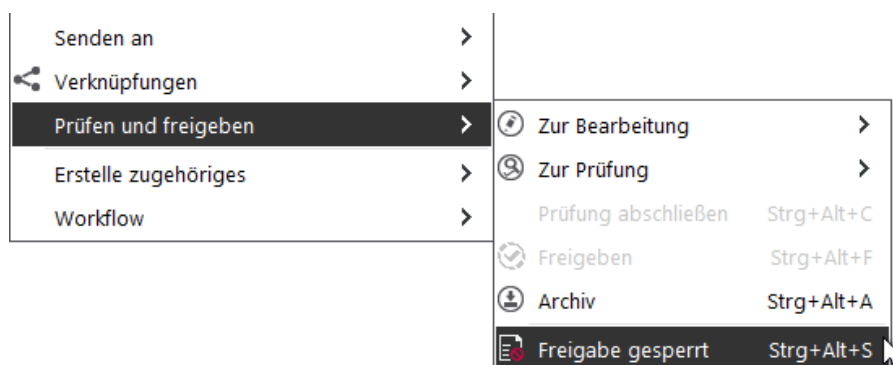 Senden an
Verknüpfungen
Prüfen und freigeben
Erstelle zugehöriges
Workflow
Zur Bearbeitung
Zur Prüfung
Prüfung abschließen Strg+Alt+C
Freigeben Strg+Alt+F
Archiv Strg+Alt+A
Freigabe gesperrt Strg+Alt+S